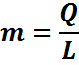 m = Q/L